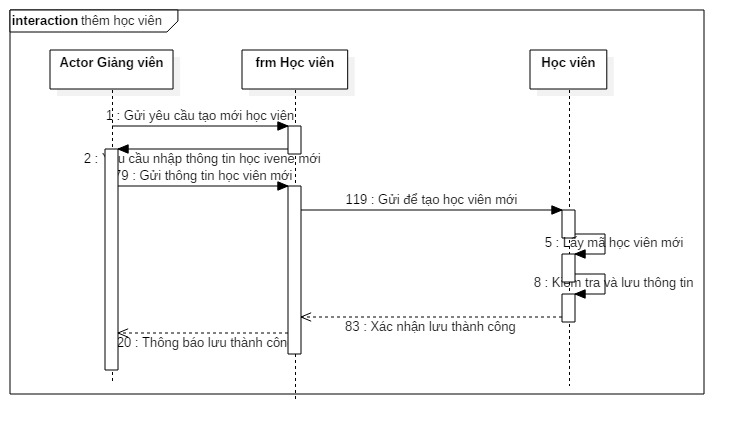 interaction thêm học viên
Actor Giảng viên
frm Học viên
Học viên
1 : Gửi yêu cầu tạo mới học viên
2 : cầu nhập thông tin học ivene mới
79 : Gửi thông tin học viên mới
119 : Gửi để tạo học viên mới
5 : Lấy mã học viên mới
8 : Kiểm tra và lưu thông tin
83 : Xác nhận lưu thành công
20 : Thông báo lưu thành côn